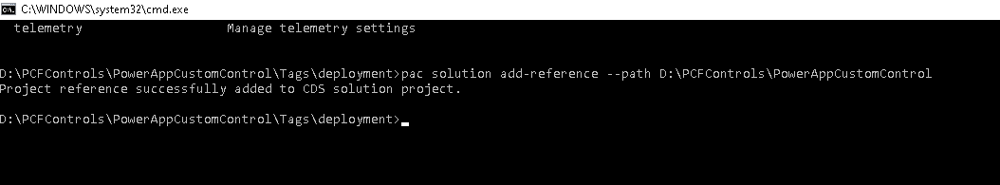 C:\WINDOWS\system32\cmd.exe
telemetry Manage telemetry settings
D:\PCFControls\PowerAppCustomControl\Tags\deployment>pac solution add-reference --path D:\PCFControls\PowerAppCustomControl
Project reference successfully added to CDS solution project.
D:\PCFControls\PowerAppCustomControl\Tags\deployment>